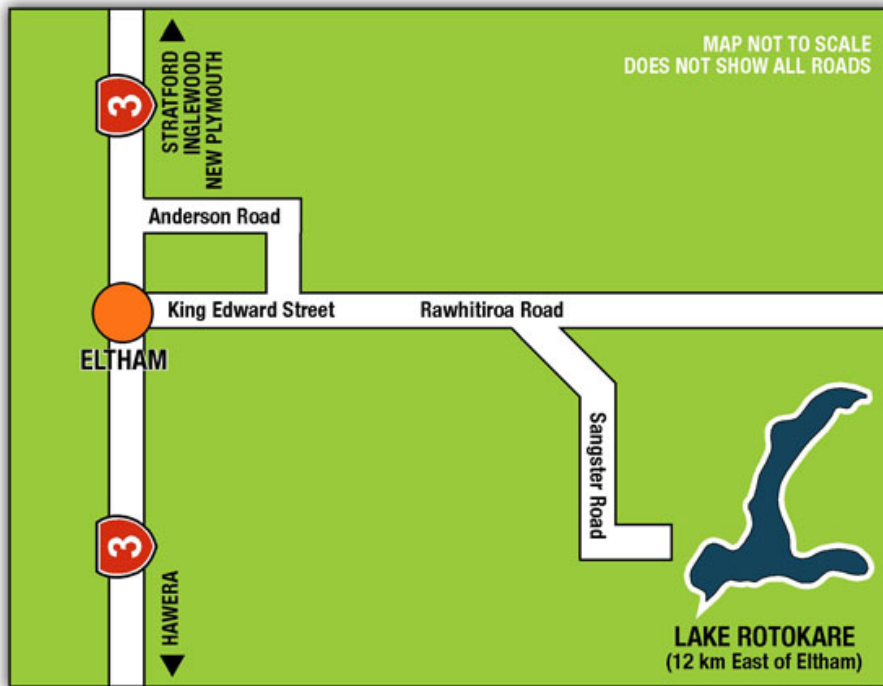 MAP NOT TO SCALE
DOES NOT SHOW ALL ROADS
3
STRATFORD
INGLEWOOD
NEW PLYMOUTH
Anderson Road
King Edward Street
Rawhitiroa Road
ELTHAM
Sangster Road
3
HAWERA
LAKE ROTOKARE
(12 km East of Eltham)